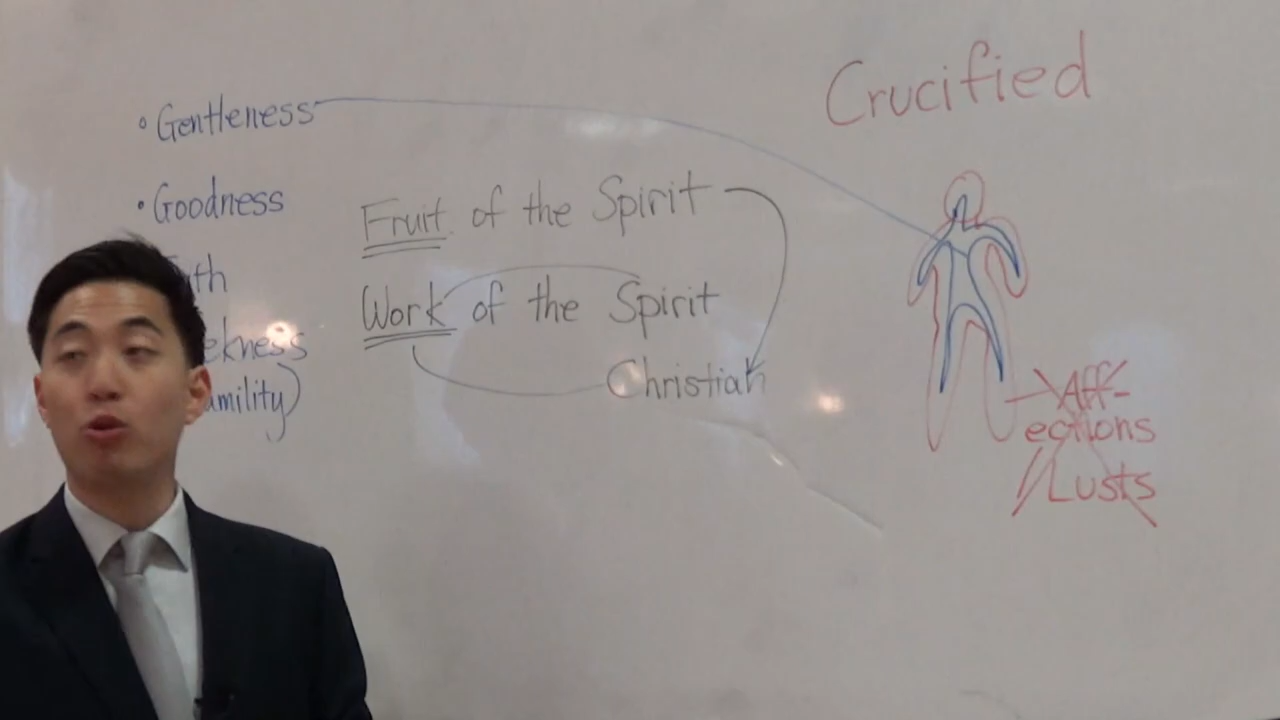 Crucified
• Gentleness
• Goodness
Fruit of the Spirit
Work of the Spirit
Christian
Aff-
ections
Lusts